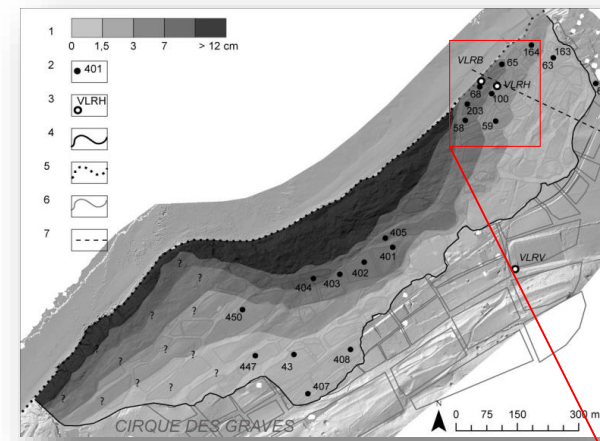 1
0 1,5 3 7 > 12 cm
2 401
3 VLRH
4
5
6
7
164 163
65 63
VLRB
VLRH
68 100
203
58 59
405
401
402
404 403
VLRV
? ?
? ?
? ?
450
? ?
? ?
408
447 43
? ? ?
407
CIRQUE DES GRAVES
N
0 75 150 300 m